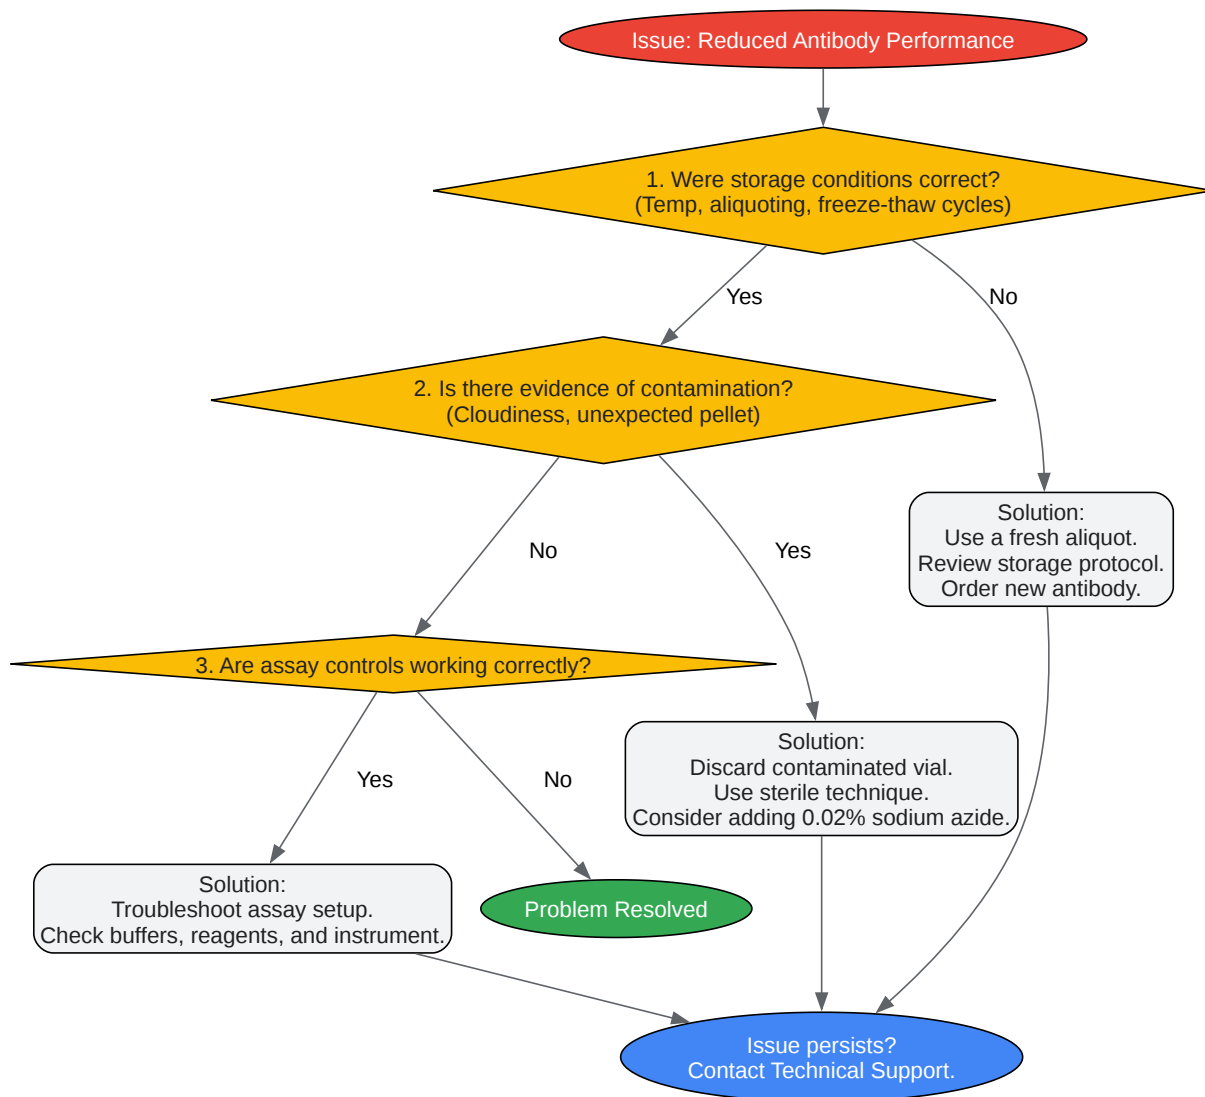 Issue: Reduced Antibody Performance
1. Were storage conditions correct?
(Temp, aliquoting, freeze-thaw cycles)
Yes
No
2. Is there evidence of contamination?
(Cloudiness, unexpected pellet)
No
Yes
Solution:
Use a fresh aliquot.
Review storage protocol.
Order new antibody.
3. Are assay controls working correctly?
Yes
No
Solution:
Discard contaminated vial.
Use sterile technique.
Consider adding 0.02% sodium azide.
Solution:
Troubleshoot assay setup.
Check buffers, reagents, and instrument.
Problem Resolved
Issue persists?
Contact Technical Support.